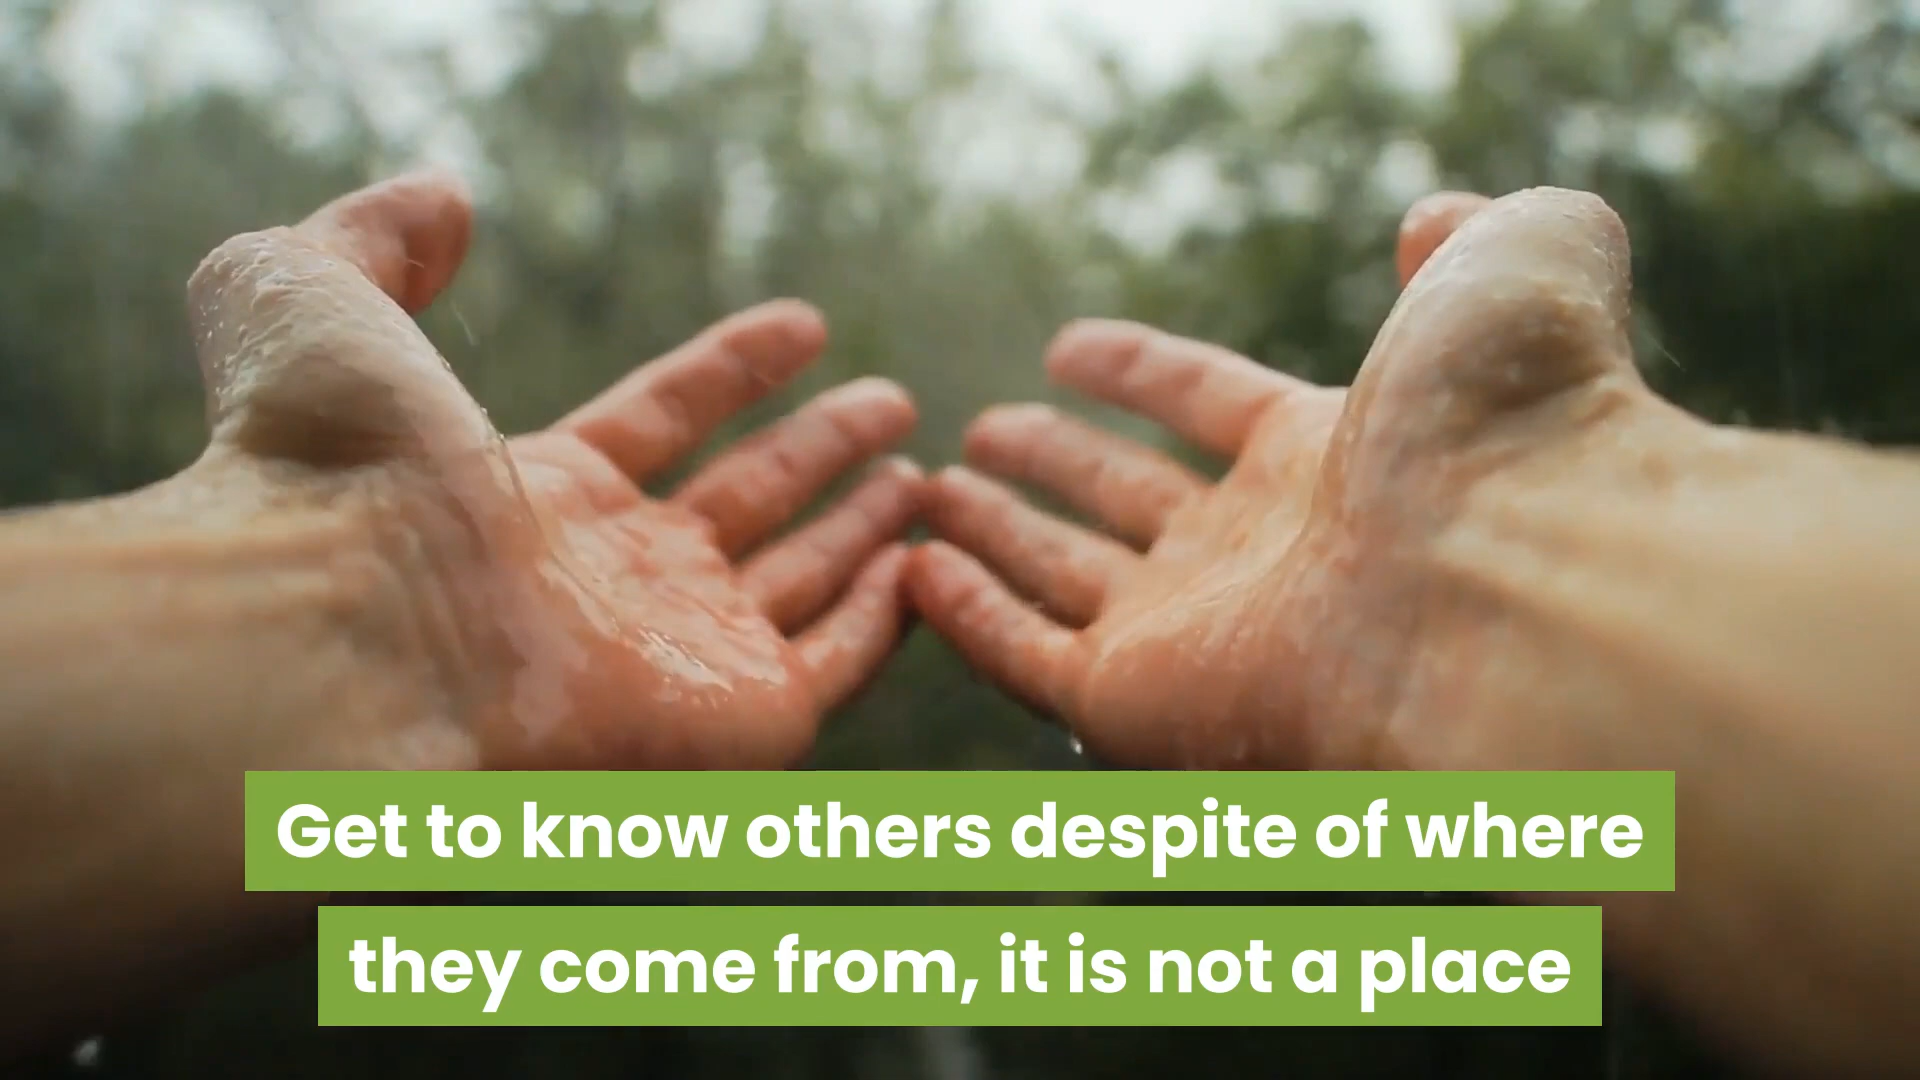 Get to know others despite of where
they come from, it is not a place